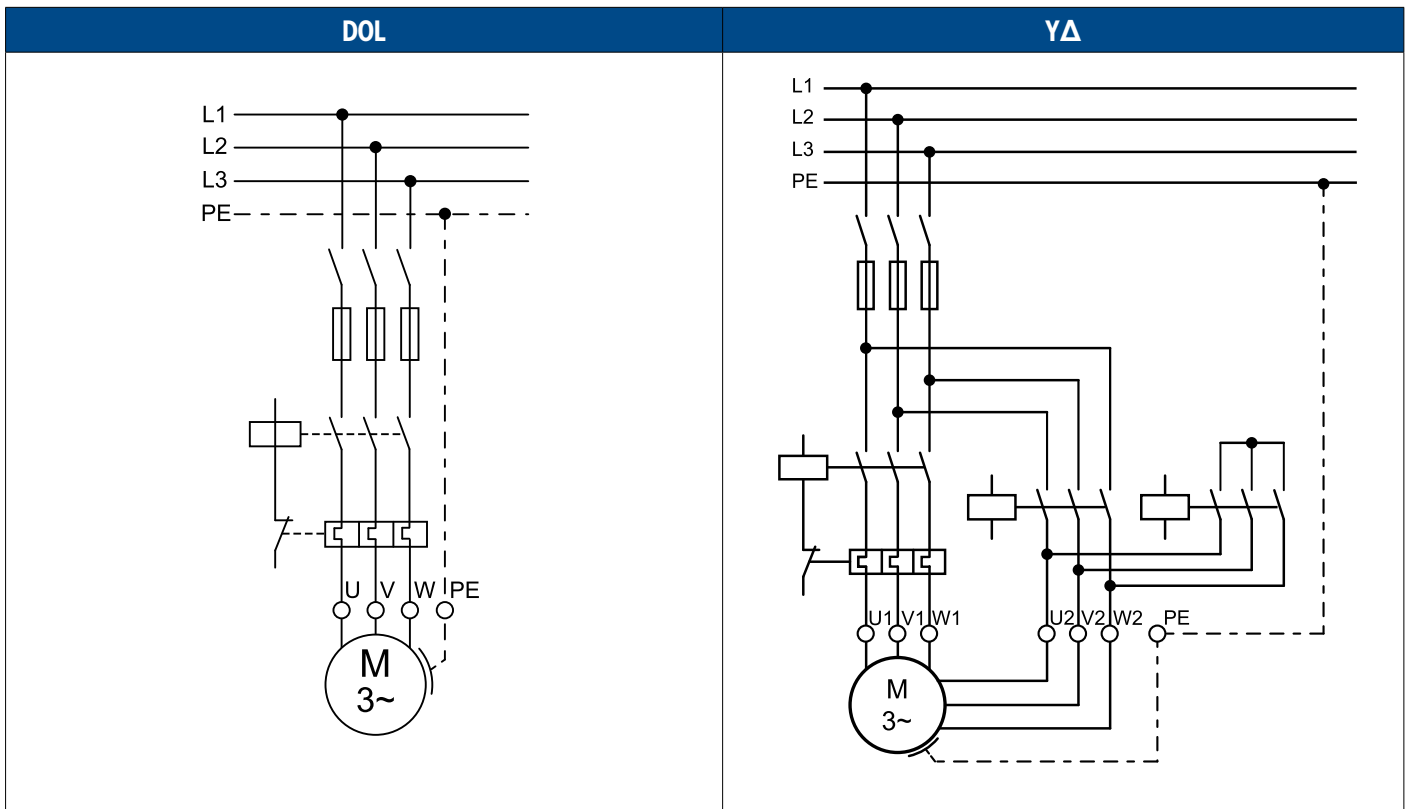 DOL
YΔ
L1
L2
L3
PE
U V W PE
M
3~
L1
L2
L3
PE
U1 V1 W1 U2 V2 W2 PE
M
3~